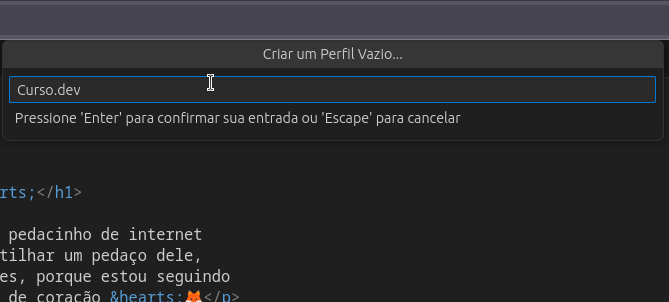 Criar um Perfil Vazio...
Curso.dev
Pressione 'Enter' para confirmar sua entrada ou 'Escape' para cancelar
rts;</h1>
pedacinho de internet
tilhar um pedaço dele,
es, porque estou seguindo
de coração &hearts;🦊</p>